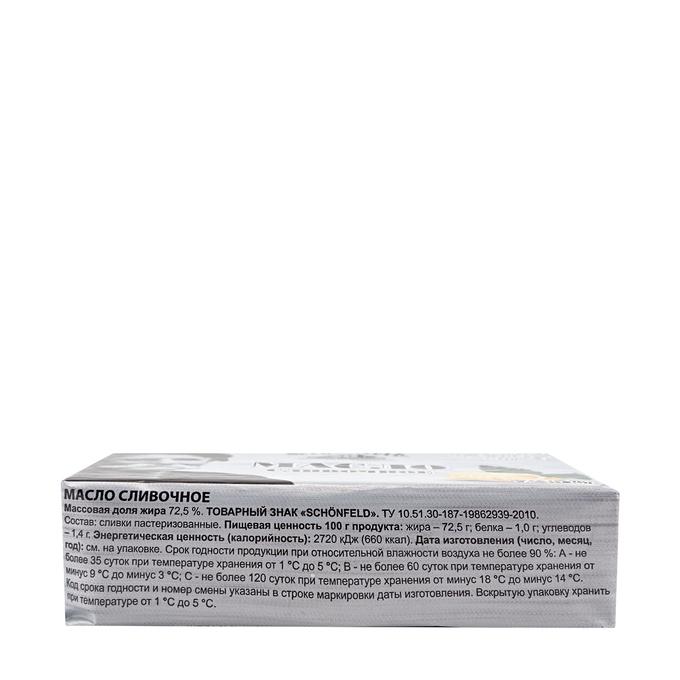 МАСЛО
МАСЛО СЛИВОЧНОЕ
Массовая доля жира 72,5 %. ТОВАРНЫЙ ЗНАК «SCHÖNFELD». ТУ 10.51.30-187-19862939-2010.
Состав: сливки пастеризованные. Пищевая ценность 100 г продукта: жира – 72,5 г; белка – 1,0 г; углеводов
– 1,4 г. Энергетическая ценность (калорийность): 2720 кДж (660 ккал). Дата изготовления (число, месяц,
год): см. на упаковке. Срок годности продукции при относительной влажности воздуха не более 90 %: А - не
более 35 суток при температуре хранения от 1 °С до 5 °С; В - не более 60 суток при температуре хранения от
минус 9 °С до минус 3 °С; С - не более 120 суток при температуре хранения от минус 18 °С до минус 14 °С.
Код срока годности и номер смены указаны в строке маркировки даты изготовления. Вскрытую упаковку хранить
при температуре от 1 °С до 5 °С.